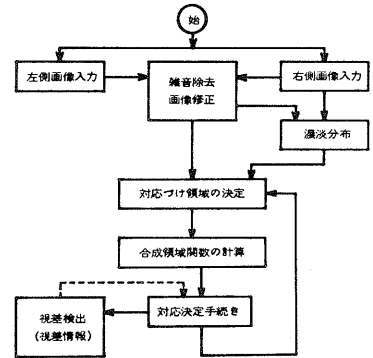 始
左側画像入力
雑音除去
画像修正
右側画像入力
濃淡分布
対応づけ領域の決定
合成領域関数の計算
視差検出
(視差情報)
対応決定手続き